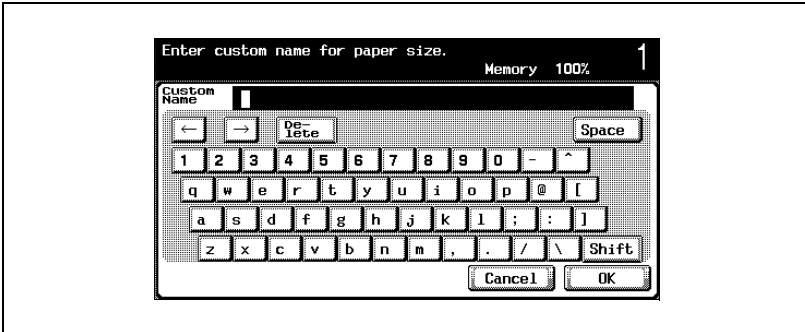 Enter custom name for paper size.
Memory 100% 1
Custom
Name
← → De-
lete Space
1 2 3 4 5 6 7 8 9 0 - ^
q w e r t y u i o p @ [
a s d f g h j k l ; : ]
z x c v b n m , . / \ Shift
Cancel OK